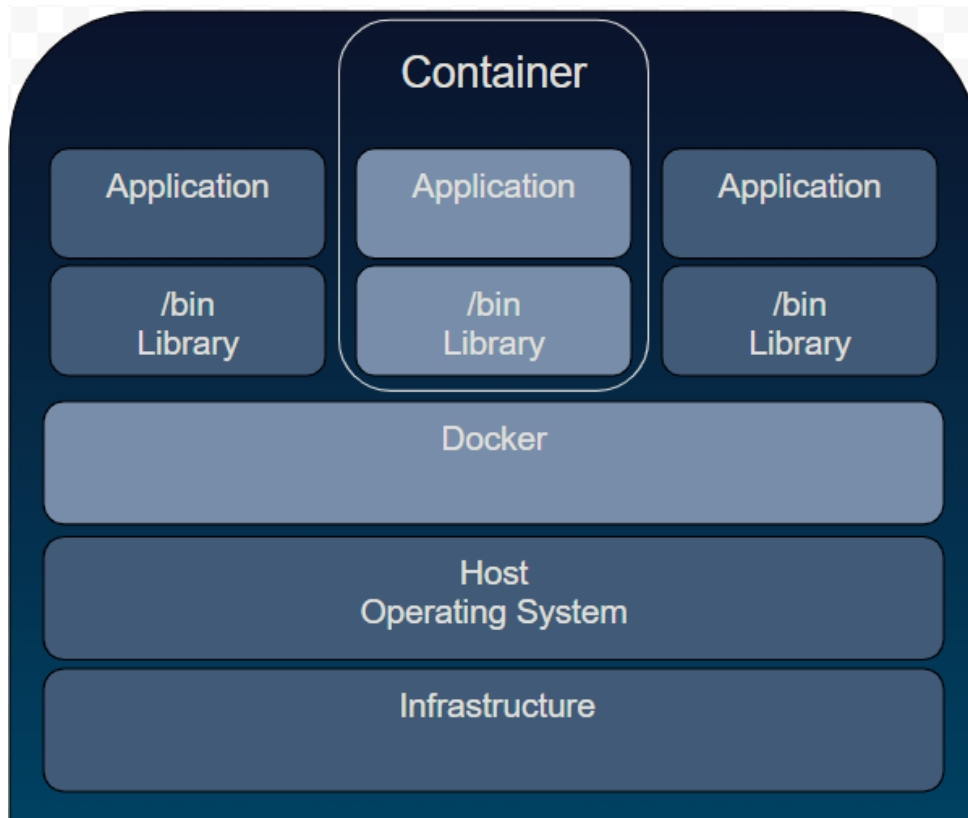 Container
Application
Application
Application
/bin
Library
/bin
Library
/bin
Library
Docker
Host
Operating System
Infrastructure